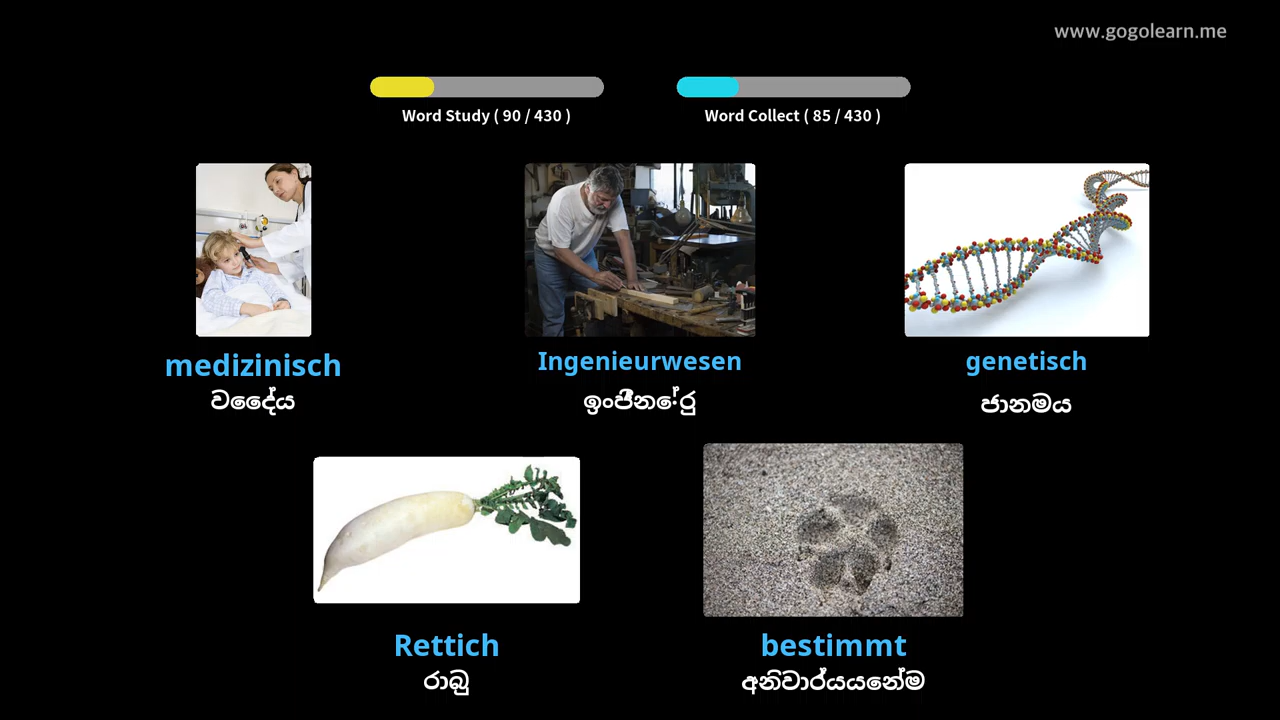 www.gogolearn.me
Word Study ( 90 / 430 )
Word Collect ( 85 / 430 )
medizinisch
Ingenieurwesen
genetisch
වෛද්‍ය
ඉංජිනේරු
ජානමය
Rettich
bestimmt
රාබු
අනිවාර්යයෙන්ම